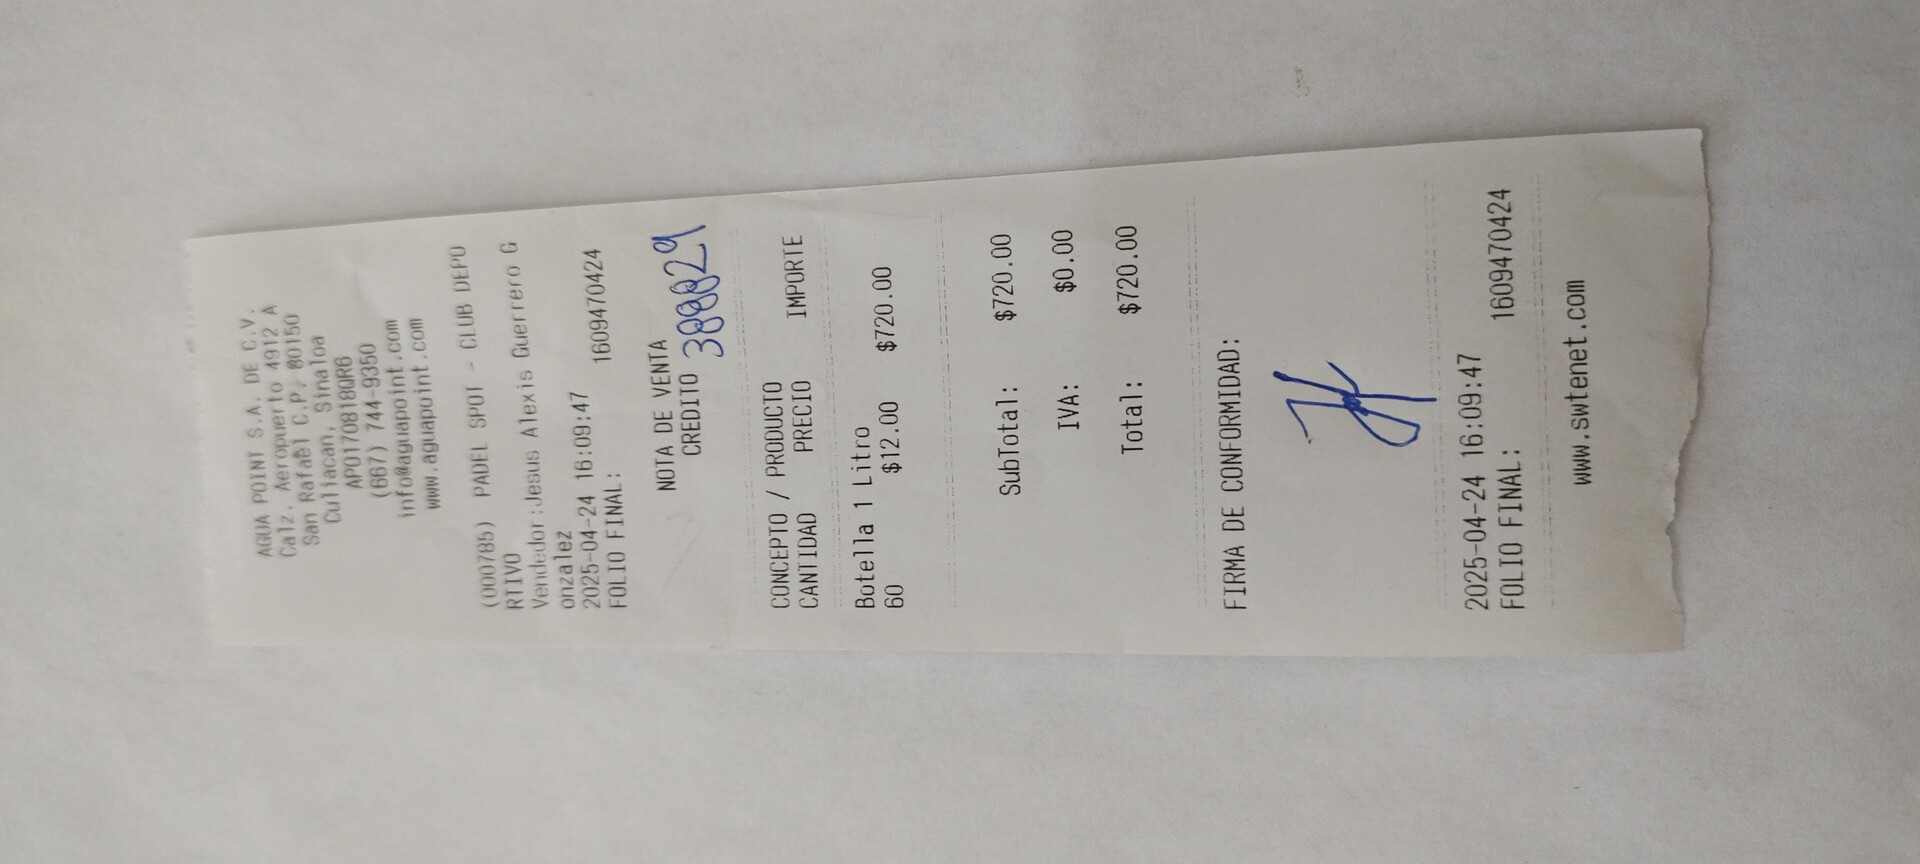 AGUA POINT S.A. DE C.V.
Calz. Aeropuerto 4912 A
San Rafael C.P. 80150
Culiacan, Sinaloa
APO170818QR6
(667) 744-9350
info@aguapoint.com
www.aguapoint.com
(000785) PADEL SPOT - CLUB DEPO
RTIVO
Vendedor:Jesus Alexis Guerrero G
onzalez
2025-04-24 16:09:47
FOLIO FINAL: 1609470424
NOTA DE VENTA
CREDITO
CONCEPTO / PRODUCTO
CANTIDAD PRECIO IMPORTE
Botella 1 Litro
60 $12.00 $720.00
SubTotal: $720.00
IVA: $0.00
Total: $720.00
FIRMA DE CONFORMIDAD:
2025-04-24 16:09:47
FOLIO FINAL: 1609470424
www.swtenet.com